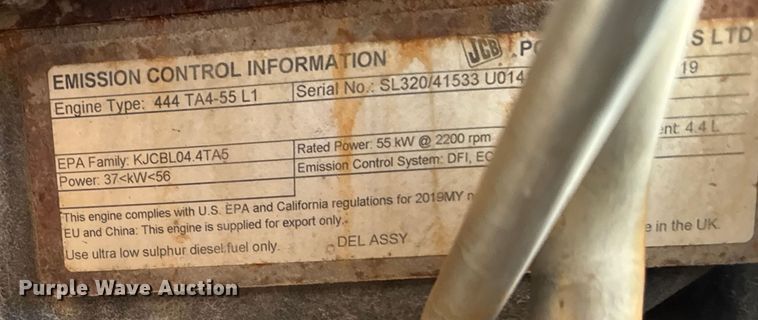 EMISSION CONTROL INFORMATION JCB S LTD
Engine Type: 444 TA4-55 L1 Serial No.: SL320/41533 U014 19
EPA Family: KJCBL04.4TA5 Rated Power: 55 kW @ 2200 rpm ent: 4.4 l.
Power: 37<kW<56 Emission Control System: DFI, EC
This engine complies with U.S. EPA and California regulations for 2019MY
EU and China: This engine is supplied for export only. e in the UK.
Use ultra low sulphur diesel fuel only. DEL ASSY
Purple Wave Auction